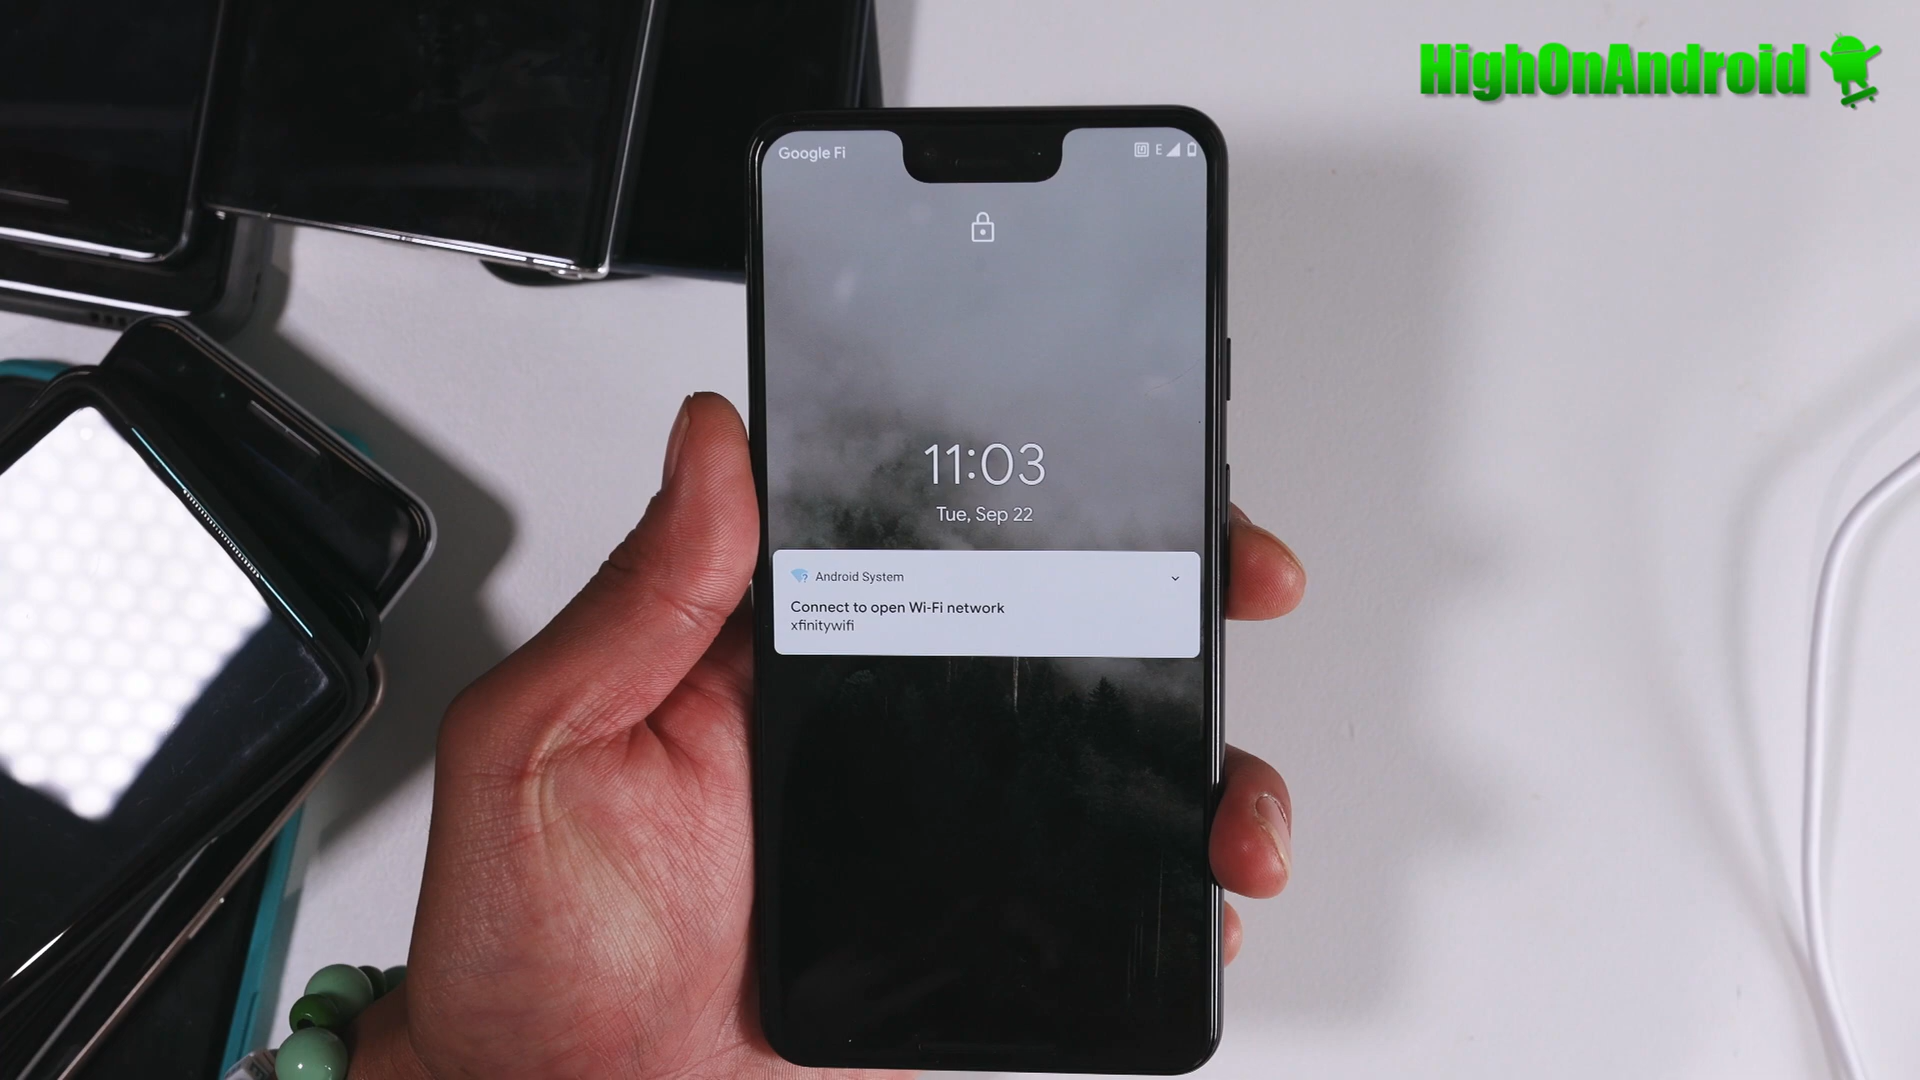 HighOnAndroid
Google Fi
E
11:03
Tue, Sep 22
Android System
Connect to open Wi-Fi network
xfinitywifi